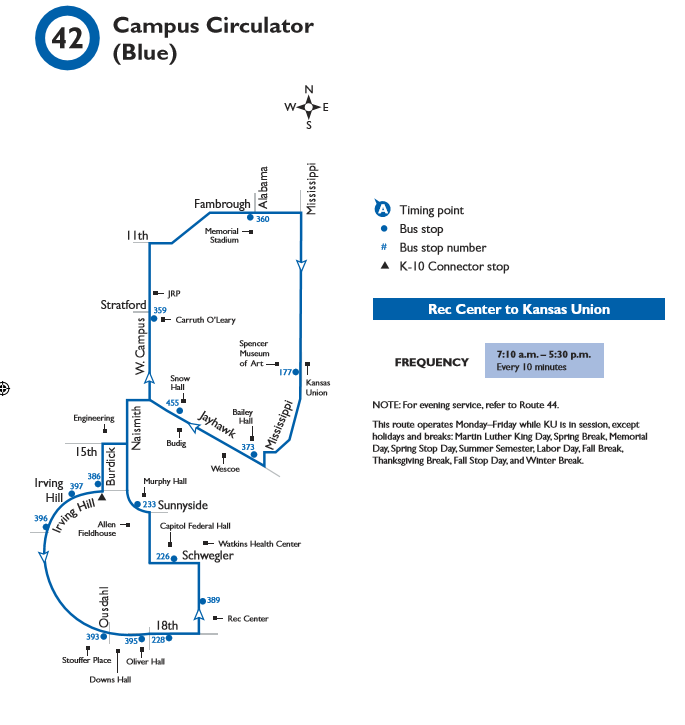 42
Campus Circulator
(Blue)
N
W
E
S
Mississippi
Alabama
Fambrough
360
Memorial
Stadium
11th
JRP
Stratford
359
Carruth O'Leary
W. Campus
Spencer
Museum
of Art
177
Kansas
Union
Snow
Hall
455
Jayhawk
Bailey
Hall
Mississippi
Budig
373
Wescoe
Naismith
Engineering
15th
Burdick
386
Irving
Hill
397
Irving Hill
396
Murphy Hall
233
Sunnyside
Allen
Fieldhouse
Capitol Federal Hall
Watkins Health Center
226
Schwegler
389
Rec Center
Ousdahl
18th
393
395
228
Stouffer Place
Oliver Hall
Downs Hall
A
Timing point
Bus stop
#
Bus stop number
K-10 Connector stop
Rec Center to Kansas Union
FREQUENCY
7:10 a.m. – 5:30 p.m.
Every 10 minutes
NOTE: For evening service, refer to Route 44.
This route operates Monday–Friday while KU is in session, except
holidays and breaks: Martin Luther King Day, Spring Break, Memorial
Day, Spring Stop Day, Summer Semester, Labor Day, Fall Break,
Thanksgiving Break, Fall Stop Day, and Winter Break.